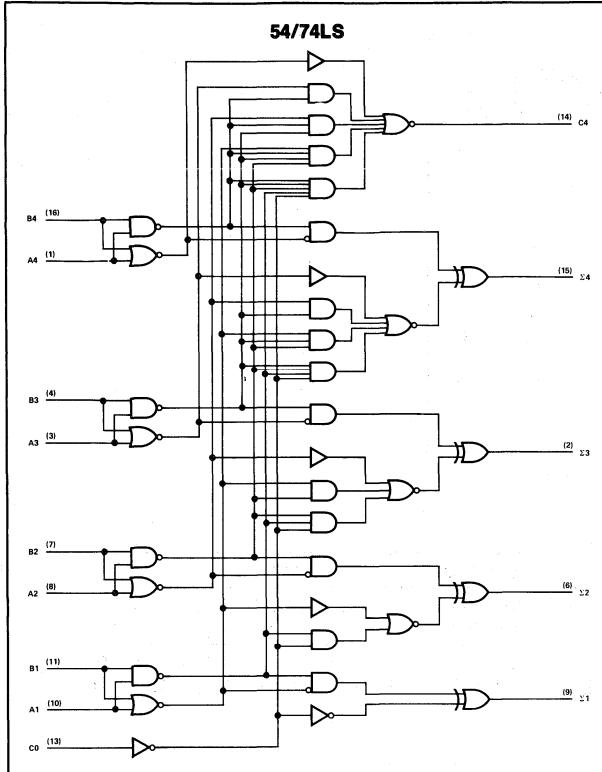 54/74LS
(14) C4
B4 (16)
A4 (1)
(15) Σ4
B3 (4)
A3 (3)
(2) Σ3
B2 (7)
A2 (8)
(6) Σ2
B1 (11)
A1 (10)
(9) Σ1
C0 (13)